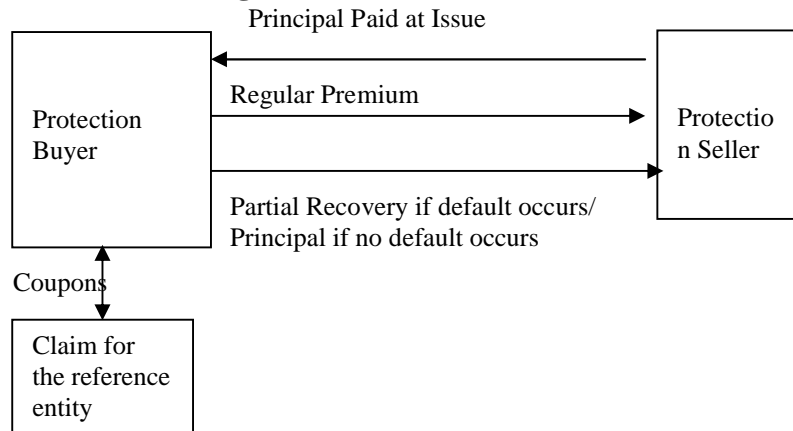 Principal Paid at Issue
Regular Premium
Protection
Buyer
Protectio
n Seller
Partial Recovery if default occurs/
Principal if no default occurs
Coupons
Claim for
the reference
entity